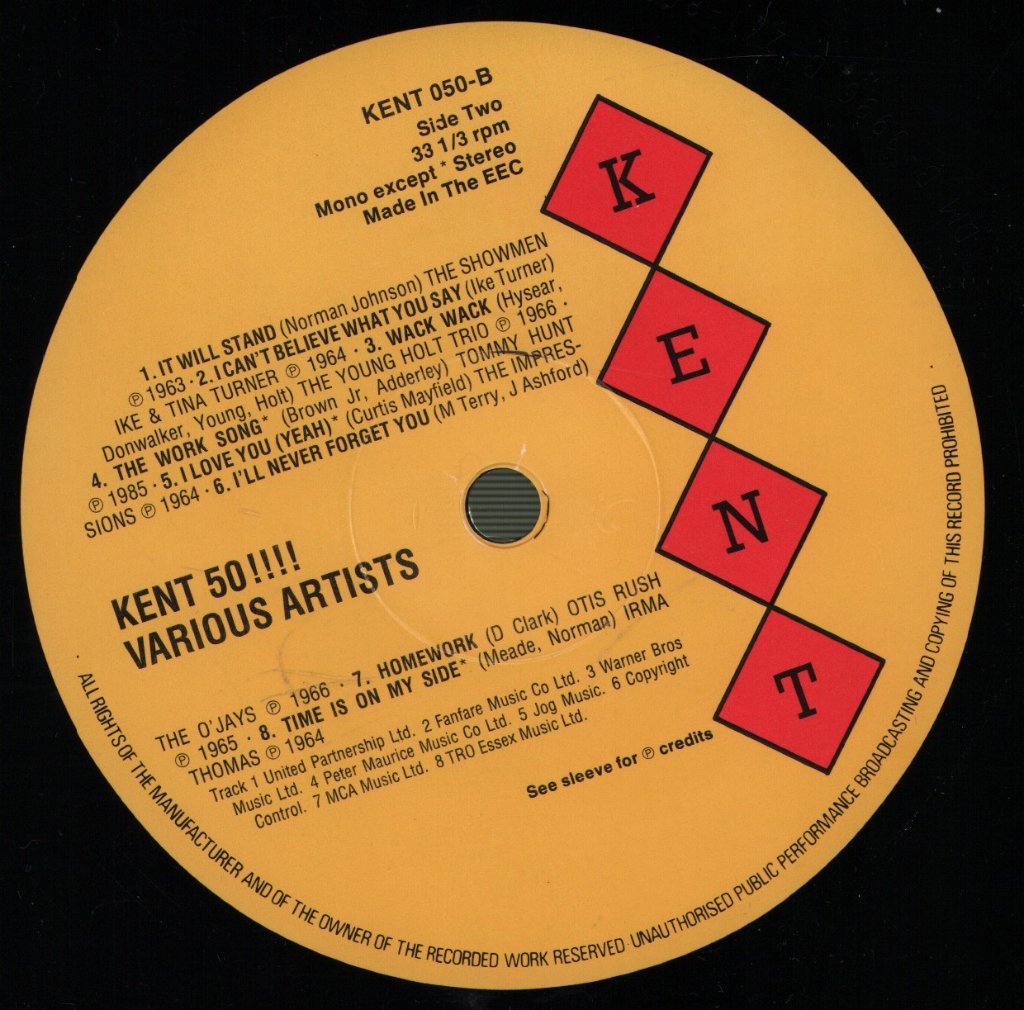 KENT 050-B
Side Two
33 1/3 rpm
Mono except * Stereo
Made In The EEC
K
E
N
T
1. IT WILL STAND (Norman Johnson) THE SHOWMEN
℗ 1963 · 2. I CAN'T BELIEVE WHAT YOU SAY (Ike Turner)
IKE & TINA TURNER ℗ 1964 · 3. WACK WACK (Hysear,
Donwalker, Young, Holt) THE YOUNG HOLT TRIO ℗ 1966 ·
4. THE WORK SONG* (Brown Jr, Adderley) TOMMY HUNT
℗ 1985 · 5. I LOVE YOU (YEAH)* (Curtis Mayfield) THE IMPRES-
SIONS ℗ 1964 · 6. I'LL NEVER FORGET YOU (M Terry, J Ashford)
KENT 50!!!!
VARIOUS ARTISTS
THE O'JAYS ℗ 1966 · 7. HOMEWORK (D Clark) OTIS RUSH
℗ 1965 · 8. TIME IS ON MY SIDE* (Meade, Norman) IRMA
THOMAS ℗ 1964
Track 1 United Partnership Ltd. 2 Fanfare Music Co Ltd. 3 Warner Bros
Music Ltd. 4 Peter Maurice Music Co Ltd. 5 Jog Music. 6 Copyright
Control. 7 MCA Music Ltd. 8 TRO Essex Music Ltd.
See sleeve for ℗ credits
ALL RIGHTS OF THE MANUFACTURER AND OF THE OWNER OF THE RECORDED WORK RESERVED · UNAUTHORISED PUBLIC PERFORMANCE BROADCASTING AND COPYING OF THIS RECORD PROHIBITED